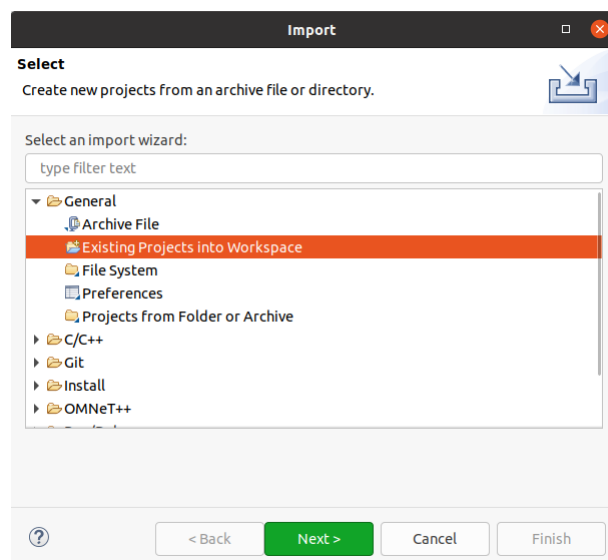 Import
Select
Create new projects from an archive file or directory.
Select an import wizard:
type filter text
General
Archive File
Existing Projects into Workspace
File System
Preferences
Projects from Folder or Archive
C/C++
Git
Install
OMNeT++
?
< Back
Next >
Cancel
Finish